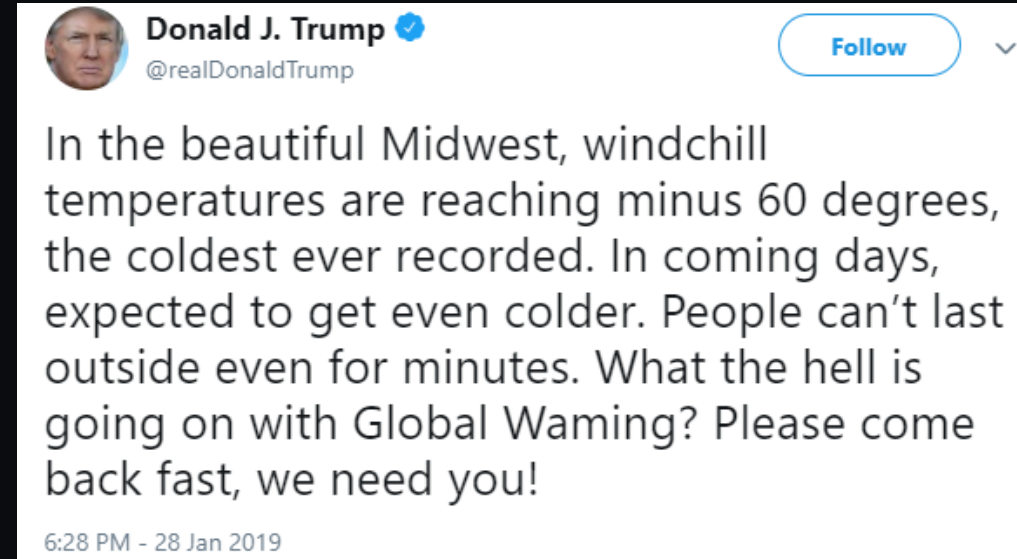 Donald J. Trump
@realDonaldTrump
Follow
In the beautiful Midwest, windchill
temperatures are reaching minus 60 degrees,
the coldest ever recorded. In coming days,
expected to get even colder. People can’t last
outside even for minutes. What the hell is
going on with Global Waming? Please come
back fast, we need you!
6:28 PM - 28 Jan 2019